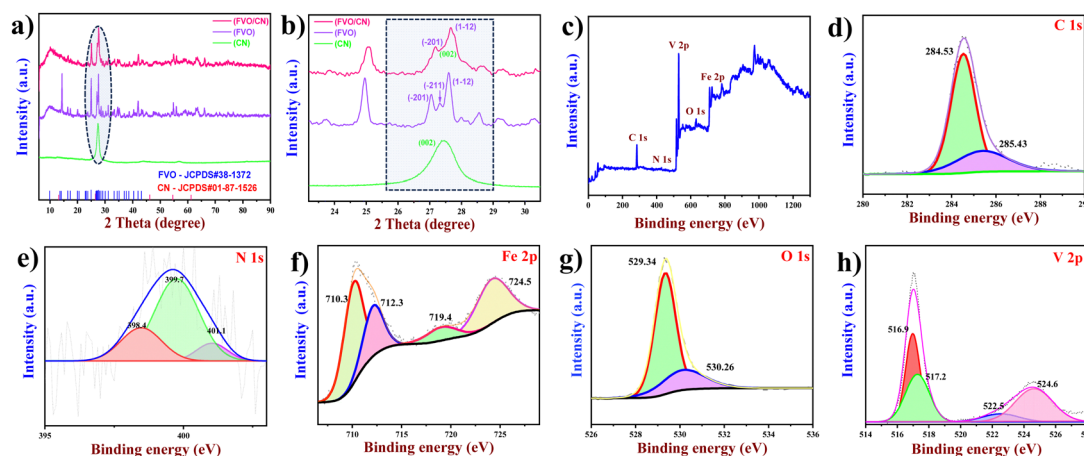 a)
(FVO/CN)
(FVO)
(CN)
Intensity (a.u.)
FVO - JCPDS#38-1372
CN - JCPDS#01-87-1526
10 20 30 40 50 60 70 80 90
2 Theta (degree)
b)
(FVO/CN)
(FVO)
(CN)
Intensity (a.u.)
(-201)
(1-12)
(002)
(-201)
(-211)
(1-12)
(002)
24 25 26 27 28 29 30
2 Theta (degree)
c)
Intensity (a.u.)
V 2p
Fe 2p
O 1s
C 1s
N 1s
0 200 400 600 800 1000 1200
Binding energy (eV)
d)
C 1s
Intensity (a.u.)
284.53
285.43
280 282 284 286 288
Binding energy (eV)
e)
N 1s
Intensity (a.u.)
399.7
398.4
401.1
395 400
Binding energy (eV)
f)
Fe 2p
Intensity (a.u.)
710.3
712.3
719.4
724.5
710 715 720 725
Binding energy (eV)
g)
O 1s
Intensity (a.u.)
529.34
530.26
526 528 530 532 534 536
Binding energy (eV)
h)
V 2p
Intensity (a.u.)
516.9
517.2
522.5
524.6
514 516 518 520 522 524 526
Binding energy (eV)